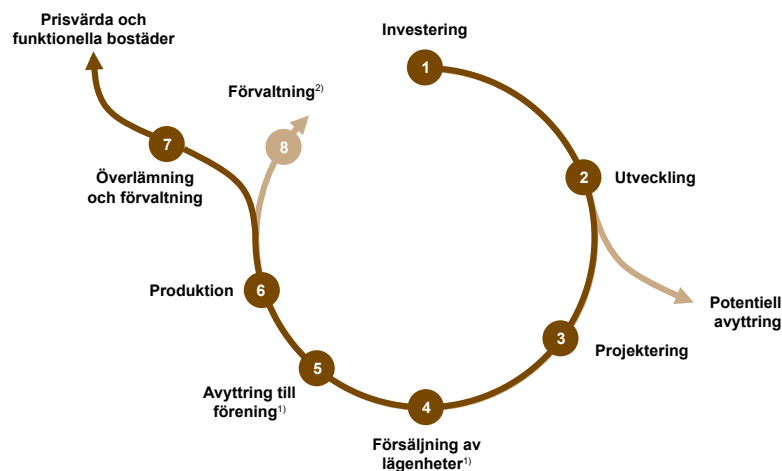 Prisvärda och
funktionella bostäder
Investering
1
Förvaltning2)
8
7
Överlämning
och förvaltning
2
Utveckling
Produktion
6
Potentiell
avyttring
3
Projektering
5
Avyttring till
förening1)
4
Försäljning av
lägenheter1)